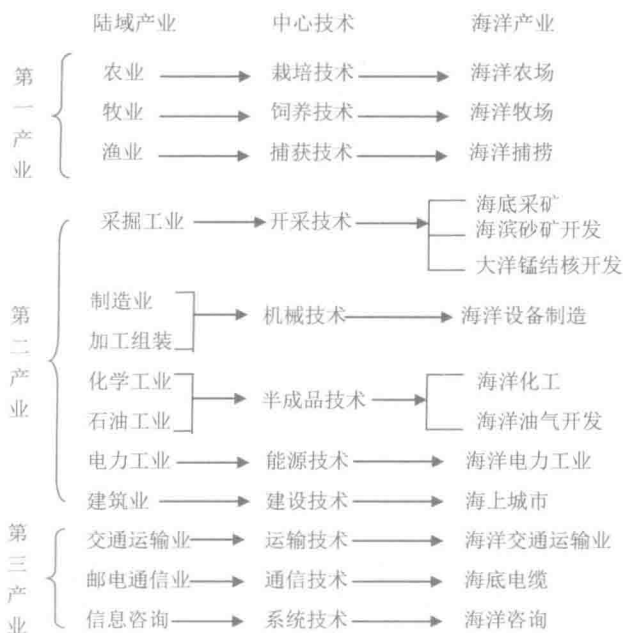 陆域产业 中心技术 海洋产业
第一产业
农业 栽培技术 海洋农场
牧业 饲养技术 海洋牧场
渔业 捕获技术 海洋捕捞
第二产业
采掘工业 开采技术 海底采矿
海滨砂矿开发
大洋锰结核开发
制造业
加工组装
机械技术 海洋设备制造
化学工业
石油工业
半成品技术
海洋化工
海洋油气开发
电力工业 能源技术 海洋电力工业
建筑业 建设技术 海上城市
第三产业
交通运输业 运输技术 海洋交通运输业
邮电通信业 通信技术 海底电缆
信息咨询 系统技术 海洋咨询